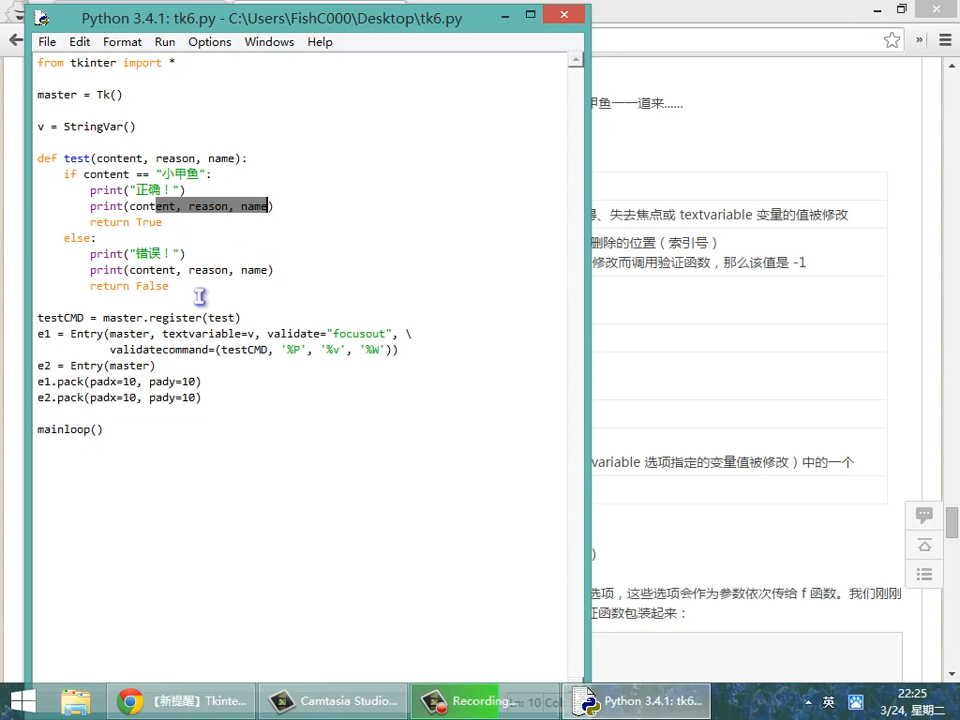 Python 3.4.1: tk6.py - C:\Users\FishC000\Desktop\tk6.py
File Edit Format Run Options Windows Help
from tkinter import *
master = Tk()
v = StringVar()
def test(content, reason, name):
if content == "小甲鱼":
print("正确！")
print(content, reason, name)
return True
else:
print("错误！")
print(content, reason, name)
return False
testCMD = master.register(test)
e1 = Entry(master, textvariable=v, validate="focusout", \
validatecommand=(testCMD, '%P', '%v', '%W'))
e2 = Entry(master)
e1.pack(padx=10, pady=10)
e2.pack(padx=10, pady=10)
mainloop()
甲鱼一一道来......
、失去焦点或 textvariable 变量的值被修改
删除的位置（索引号）
修改而调用验证函数，那么该值是 -1
variable 选项指定的变量值被修改）中的一个
)
选项，这些选项会作为参数依次传给 f 函数。我们刚刚
证函数包装起来：
【新提醒】Tkinte...
Camtasia Studio...
Recording...
Ln: 10 Col
Python 3.4.1: tk6...
英
22:25
3/24, 星期二